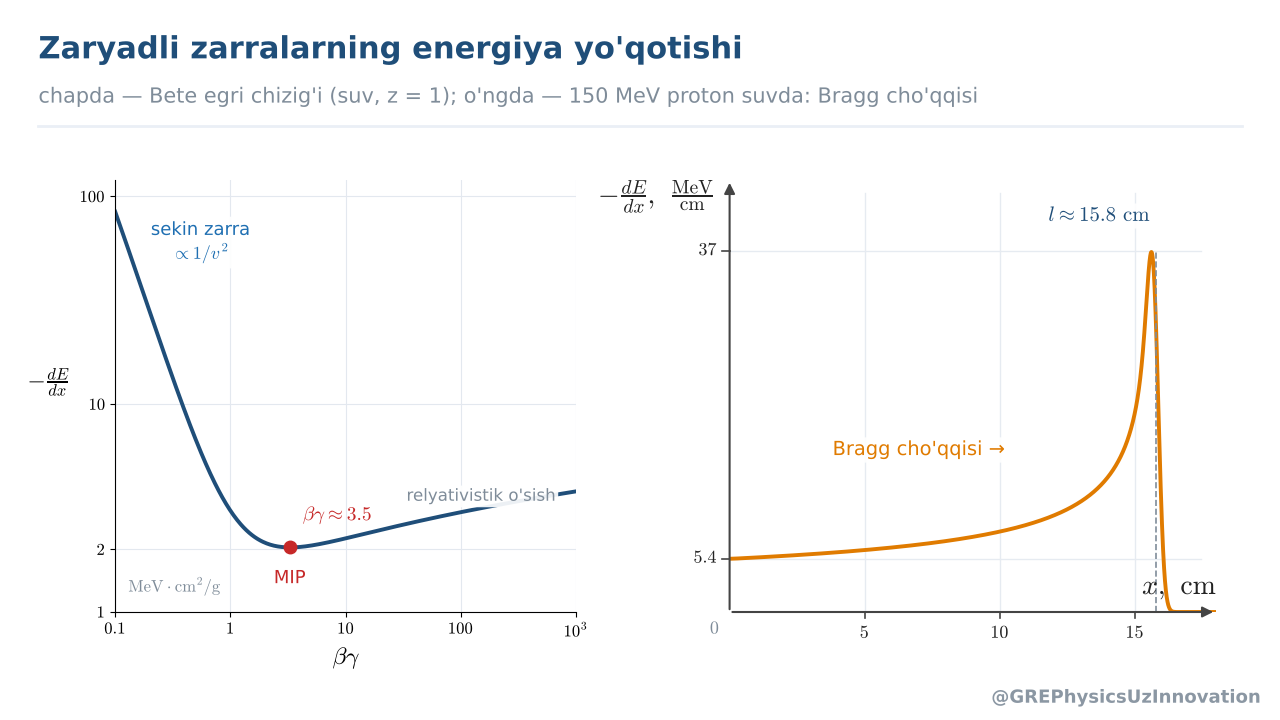 Zaryadli zarralarning energiya yo'qotishi
chapda — Bete egri chizig'i (suv, z = 1); o'ngda — 150 MeV proton suvda: Bragg cho'qqisi
−dE/dx
100
10
2
1
sekin zarra
∝ 1/v²
relyativistik o'sish
βγ ≈ 3.5
MIP
MeV · cm²/g
0.1
1
10
100
10³
βγ
−dE/dx, MeV/cm
l ≈ 15.8 cm
37
Bragg cho'qqisi →
5.4
x, cm
0
5
10
15
@GREPhysicsUzInnovation